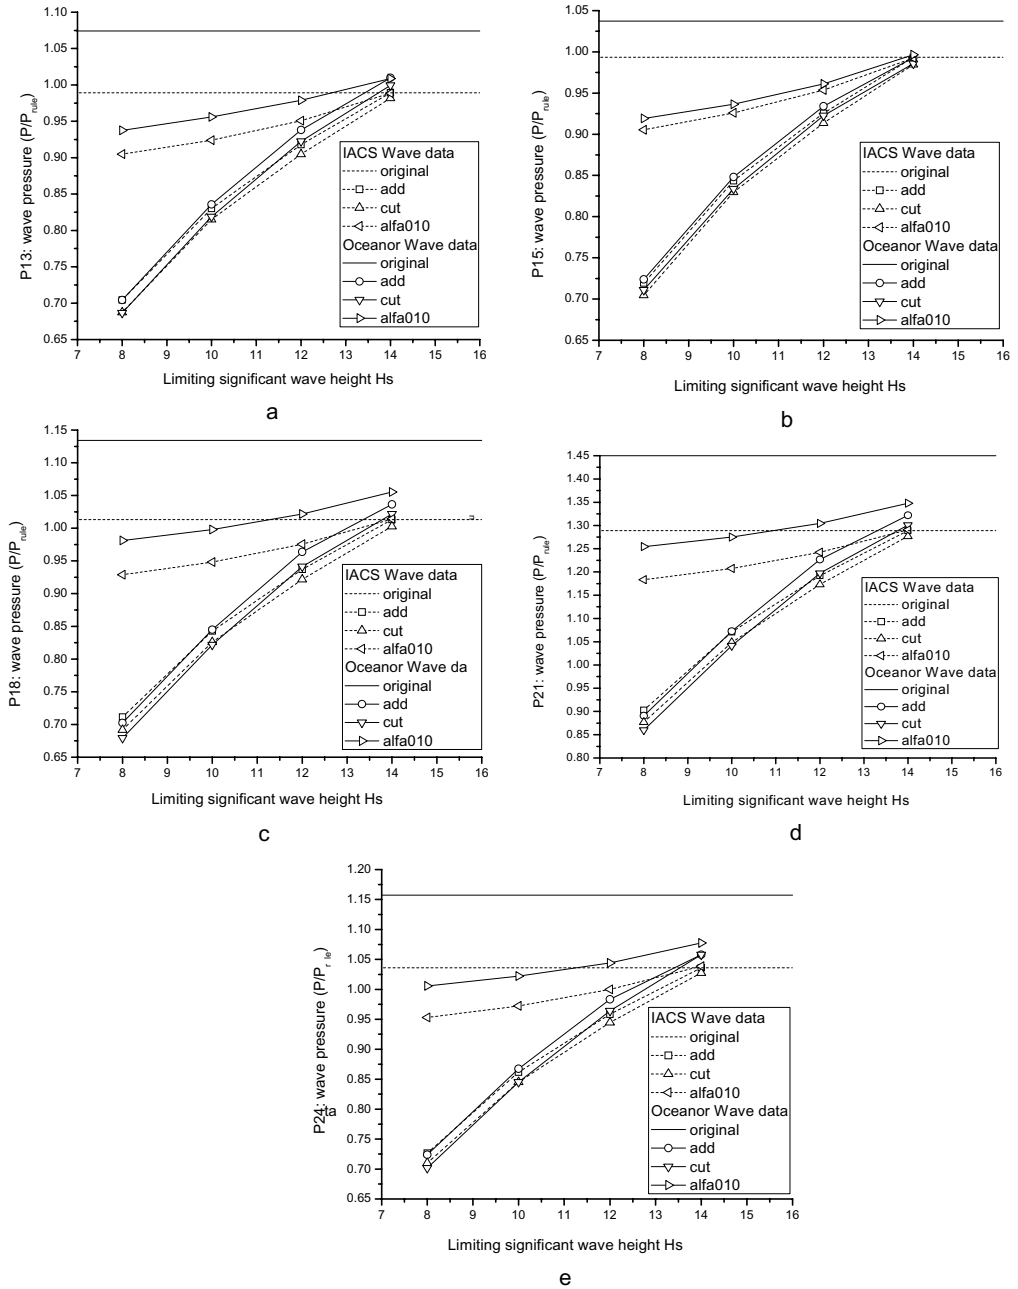 1.10
1.05
1.00
0.95
0.90
0.85
0.80
0.75
0.70
0.65
7 8 9 10 11 12 13 14 15 16
P13: wave pressure (P/Prule)
Limiting significant wave height Hs
IACS Wave data
original
add
cut
alfa010
Oceanor Wave data
original
add
cut
alfa010
a
1.05
1.00
0.95
0.90
0.85
0.80
0.75
0.70
0.65
7 8 9 10 11 12 13 14 15 16
P15: wave pressure (P/Prule)
Limiting significant wave height Hs
IACS Wave data
original
add
cut
alfa010
Oceanor Wave data
original
add
cut
alfa010
b
1.15
1.10
1.05
1.00
0.95
0.90
0.85
0.80
0.75
0.70
0.65
7 8 9 10 11 12 13 14 15 16
P18: wave pressure (P/Prule)
Limiting significant wave height Hs
IACS Wave data
original
add
cut
alfa010
Oceanor Wave da
original
add
cut
alfa010
c
1.45
1.40
1.35
1.30
1.25
1.20
1.15
1.10
1.05
1.00
0.95
0.90
0.85
0.80
7 8 9 10 11 12 13 14 15 16
P21: wave pressure (P/Prule)
Limiting significant wave height Hs
IACS Wave data
original
add
cut
alfa010
Oceanor Wave data
original
add
cut
alfa010
d
1.20
1.15
1.10
1.05
1.00
0.95
0.90
0.85
0.80
0.75
0.70
0.65
7 8 9 10 11 12 13 14 15 16
P24: wave pressure (P/Pr le)
ta
Limiting significant wave height Hs
IACS Wave data
original
add
cut
alfa010
Oceanor Wave data
original
add
cut
alfa010
e